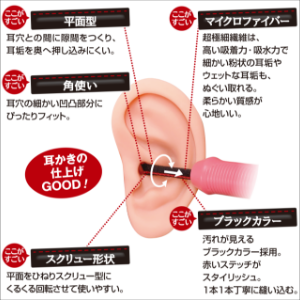 ここが
すごい
平面型
耳穴との間に隙間をつくり、
耳垢を奥へ押し込みにくい。
ここが
すごい
角使い
耳穴の細かい凹凸部分に
ぴったりフィット。
ここが
すごい
マイクロファイバー
超極細繊維は、
高い吸着力・吸水力で
細かい粉状の耳垢や
ウェットな耳垢も、
ぬぐい取れる。
柔らかい質感が
心地いい。
耳かきの
仕上げ
GOOD!
ここが
すごい
スクリュー形状
平面をひねりスクリュー型に
くるくる回転させて使いやすい。
ここが
すごい
ブラックカラー
汚れが見える
ブラックカラー採用。
赤いステッチが
スタイリッシュ。
1本1本丁寧に縫い込む。